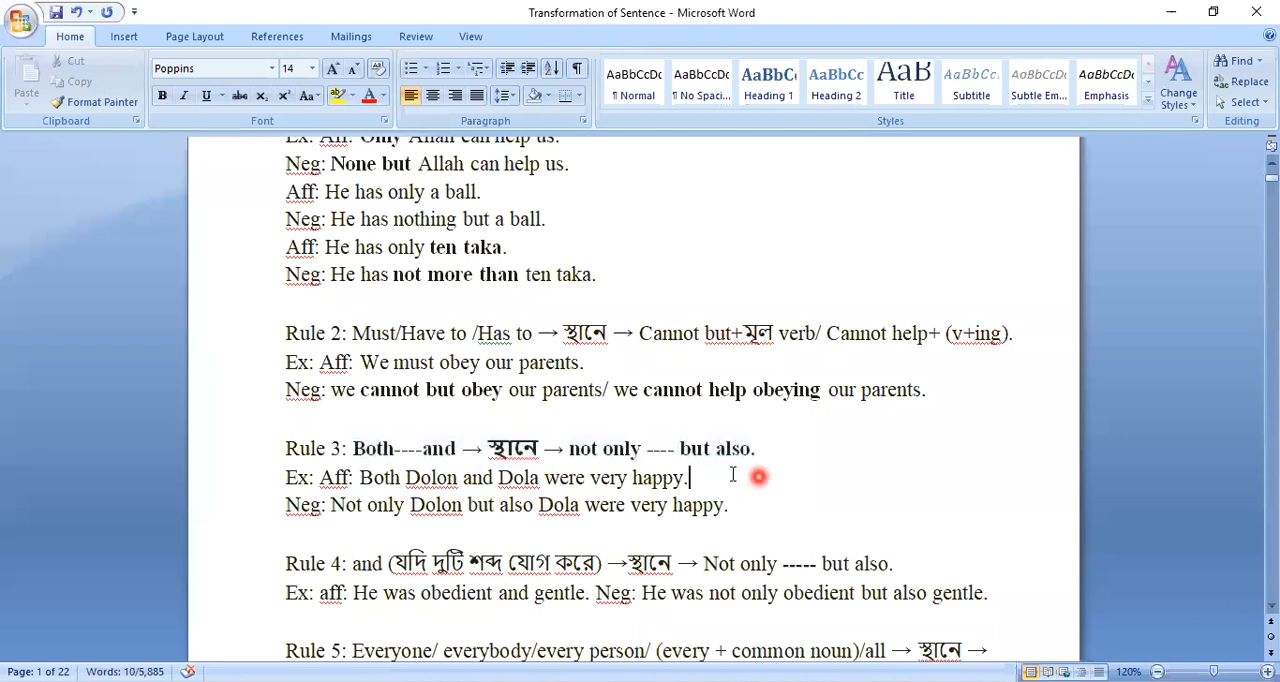 Transformation of Sentence - Microsoft Word
Home Insert Page Layout References Mailings Review View
Cut
Copy
Paste
Format Painter
Poppins 14
AaBbCcDc AaBbCcDc AaBbC AaBbCc AaB AaBbCc. AaBbCcDc AaBbCcDc
¶ Normal ¶ No Spaci... Heading 1 Heading 2 Title Subtitle Subtle Em... Emphasis
Change Styles
Find
Replace
Select
Clipboard Font Paragraph Styles Editing
Ex: Aff: Only Allah can help us.
Neg: None but Allah can help us.
Aff: He has only a ball.
Neg: He has nothing but a ball.
Aff: He has only ten taka.
Neg: He has not more than ten taka.
Rule 2: Must/Have to /Has to → স্থানে → Cannot but+মূল verb/ Cannot help+ (v+ing).
Ex: Aff: We must obey our parents.
Neg: we cannot but obey our parents/ we cannot help obeying our parents.
Rule 3: Both----and → স্থানে → not only ---- but also.
Ex: Aff: Both Dolon and Dola were very happy.
Neg: Not only Dolon but also Dola were very happy.
Rule 4: and (যদি দুটি শব্দ যোগ করে) →স্থানে → Not only ----- but also.
Ex: aff: He was obedient and gentle. Neg: He was not only obedient but also gentle.
Rule 5: Everyone/ everybody/every person/ (every + common noun)/all → স্থানে →
Page: 1 of 22 Words: 10/5,885 120%